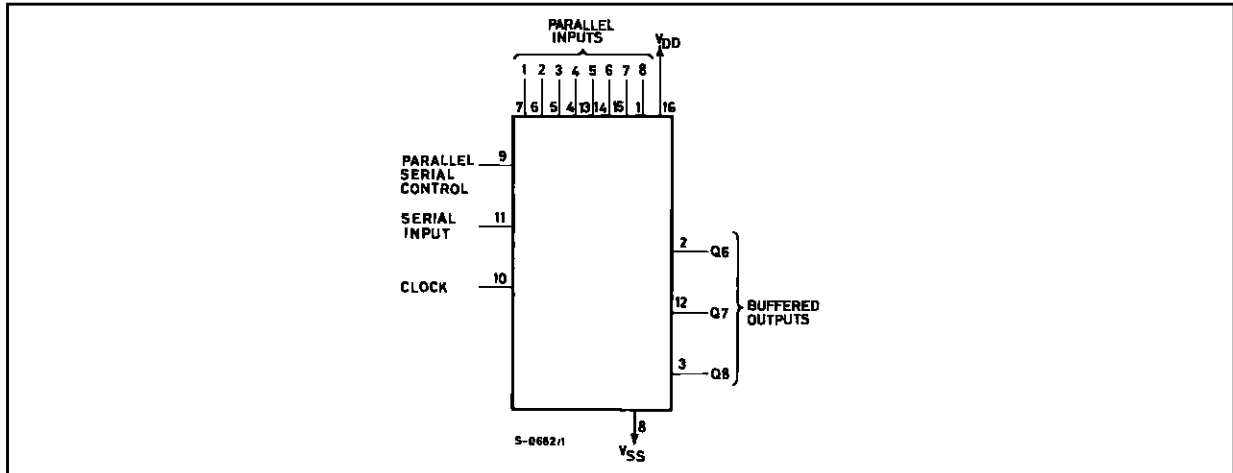 PARALLEL
INPUTS
VDD
1 2 3 4 5 6 7 8
7 6 5 4 13 14 15 1 16
PARALLEL
SERIAL
CONTROL
9
SERIAL
INPUT
11
CLOCK
10
2 Q6
12 Q7
3 Q8
BUFFERED
OUTPUTS
8
VSS
S-0662/1